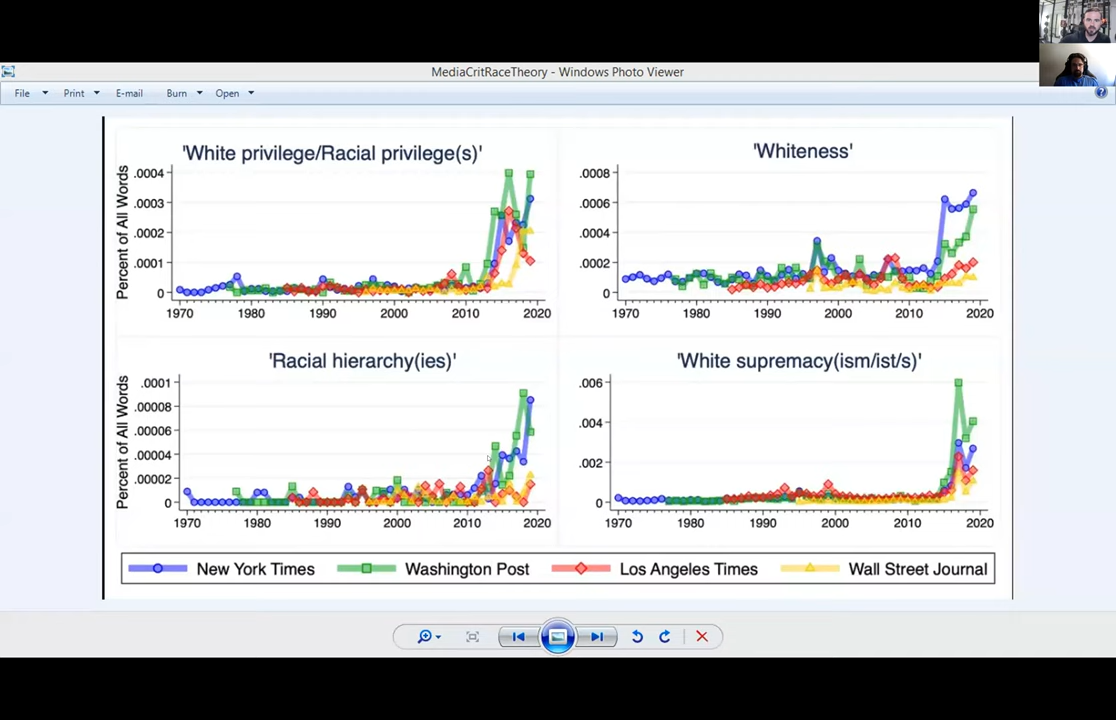 MediaCritRaceTheory - Windows Photo Viewer
File Print E-mail Burn Open
'White privilege/Racial privilege(s)'
Percent of All Words
.0004
.0003
.0002
.0001
0
1970 1980 1990 2000 2010 2020
'Whiteness'
.0008
.0006
.0004
.0002
0
1970 1980 1990 2000 2010 2020
'Racial hierarchy(ies)'
Percent of All Words
.0001
.00008
.00006
.00004
.00002
0
1970 1980 1990 2000 2010 2020
'White supremacy(ism/ist/s)'
.006
.004
.002
0
1970 1980 1990 2000 2010 2020
New York Times Washington Post Los Angeles Times Wall Street Journal